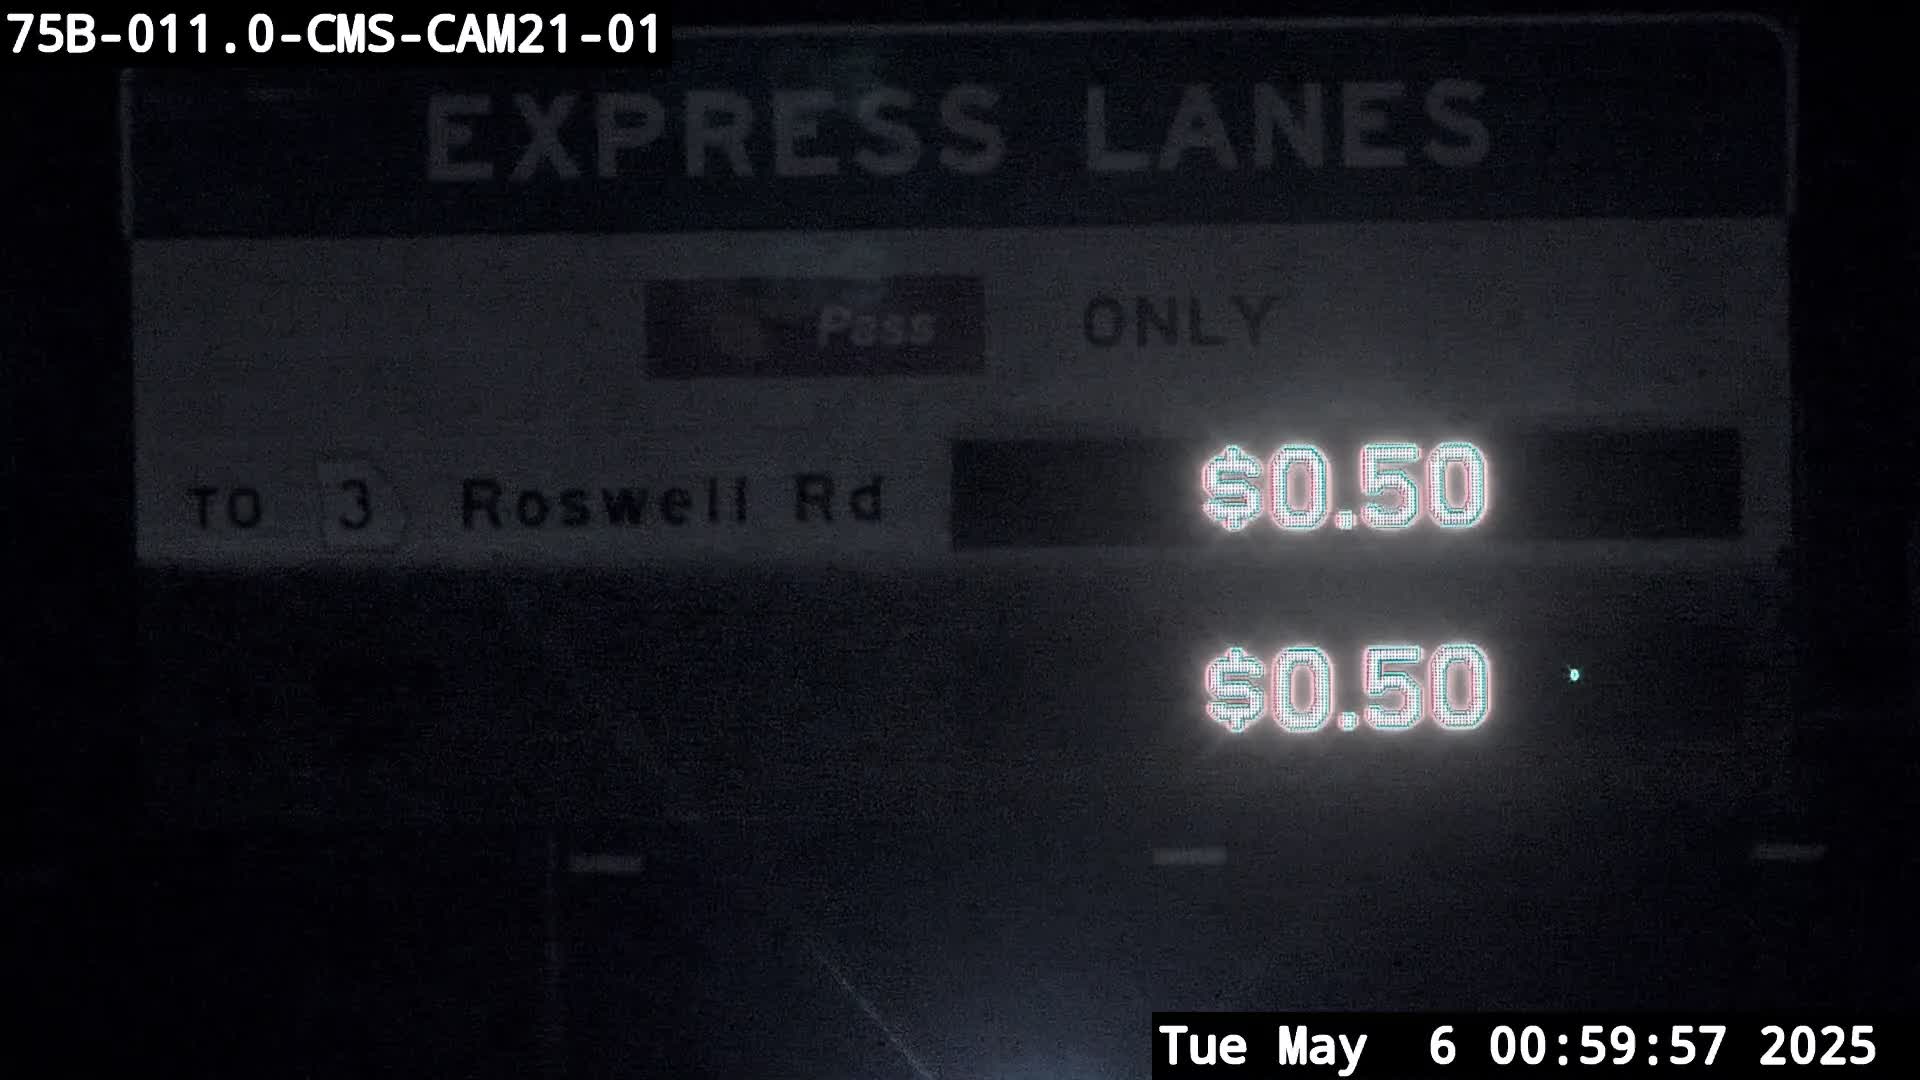 75B-011.0-CMS-CAM21-01
EXPRESS LANES
Pass ONLY
TO 3 Roswell Rd $0.50
$0.50
Tue May 6 00:59:57 2025